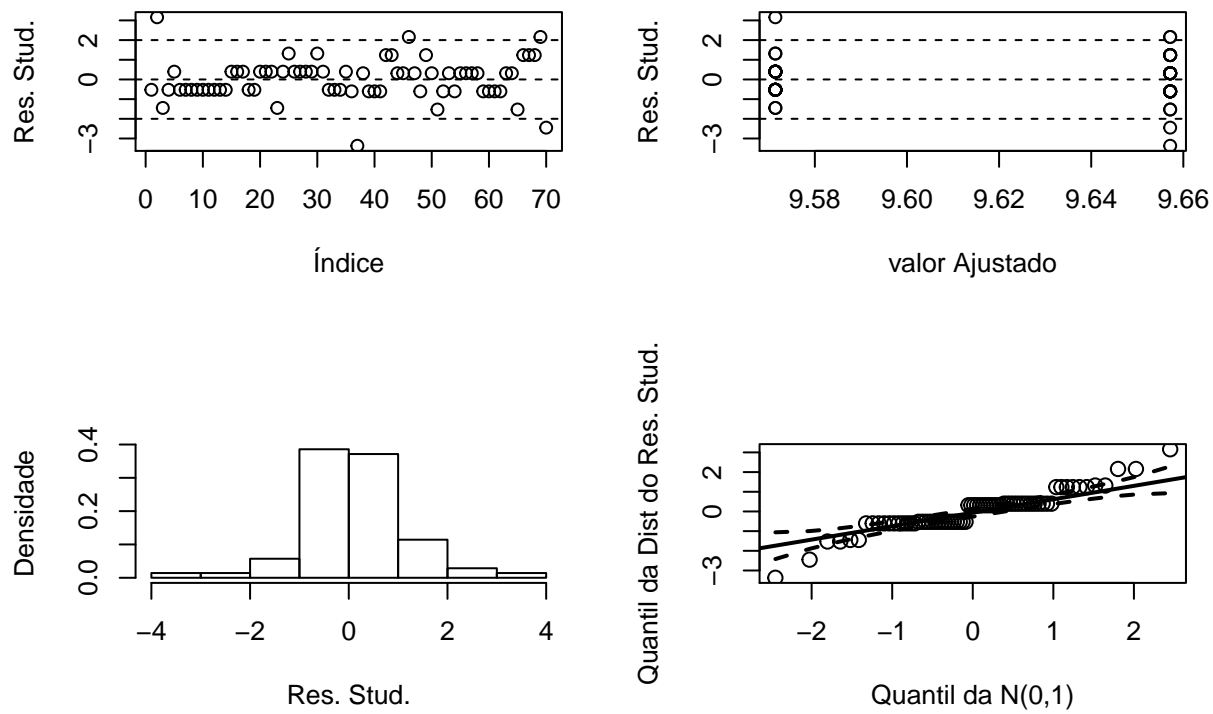 Res. Stud.
2
0
−3
0 10 20 30 40 50 60 70
Índice
Res. Stud.
2
0
−3
9.58 9.60 9.62 9.64 9.66
valor Ajustado
Densidade
0.4
0.2
0.0
−4 −2 0 2 4
Res. Stud.
Quantil da Dist do Res. Stud.
2
0
−3
−2 −1 0 1 2
Quantil da N(0,1)